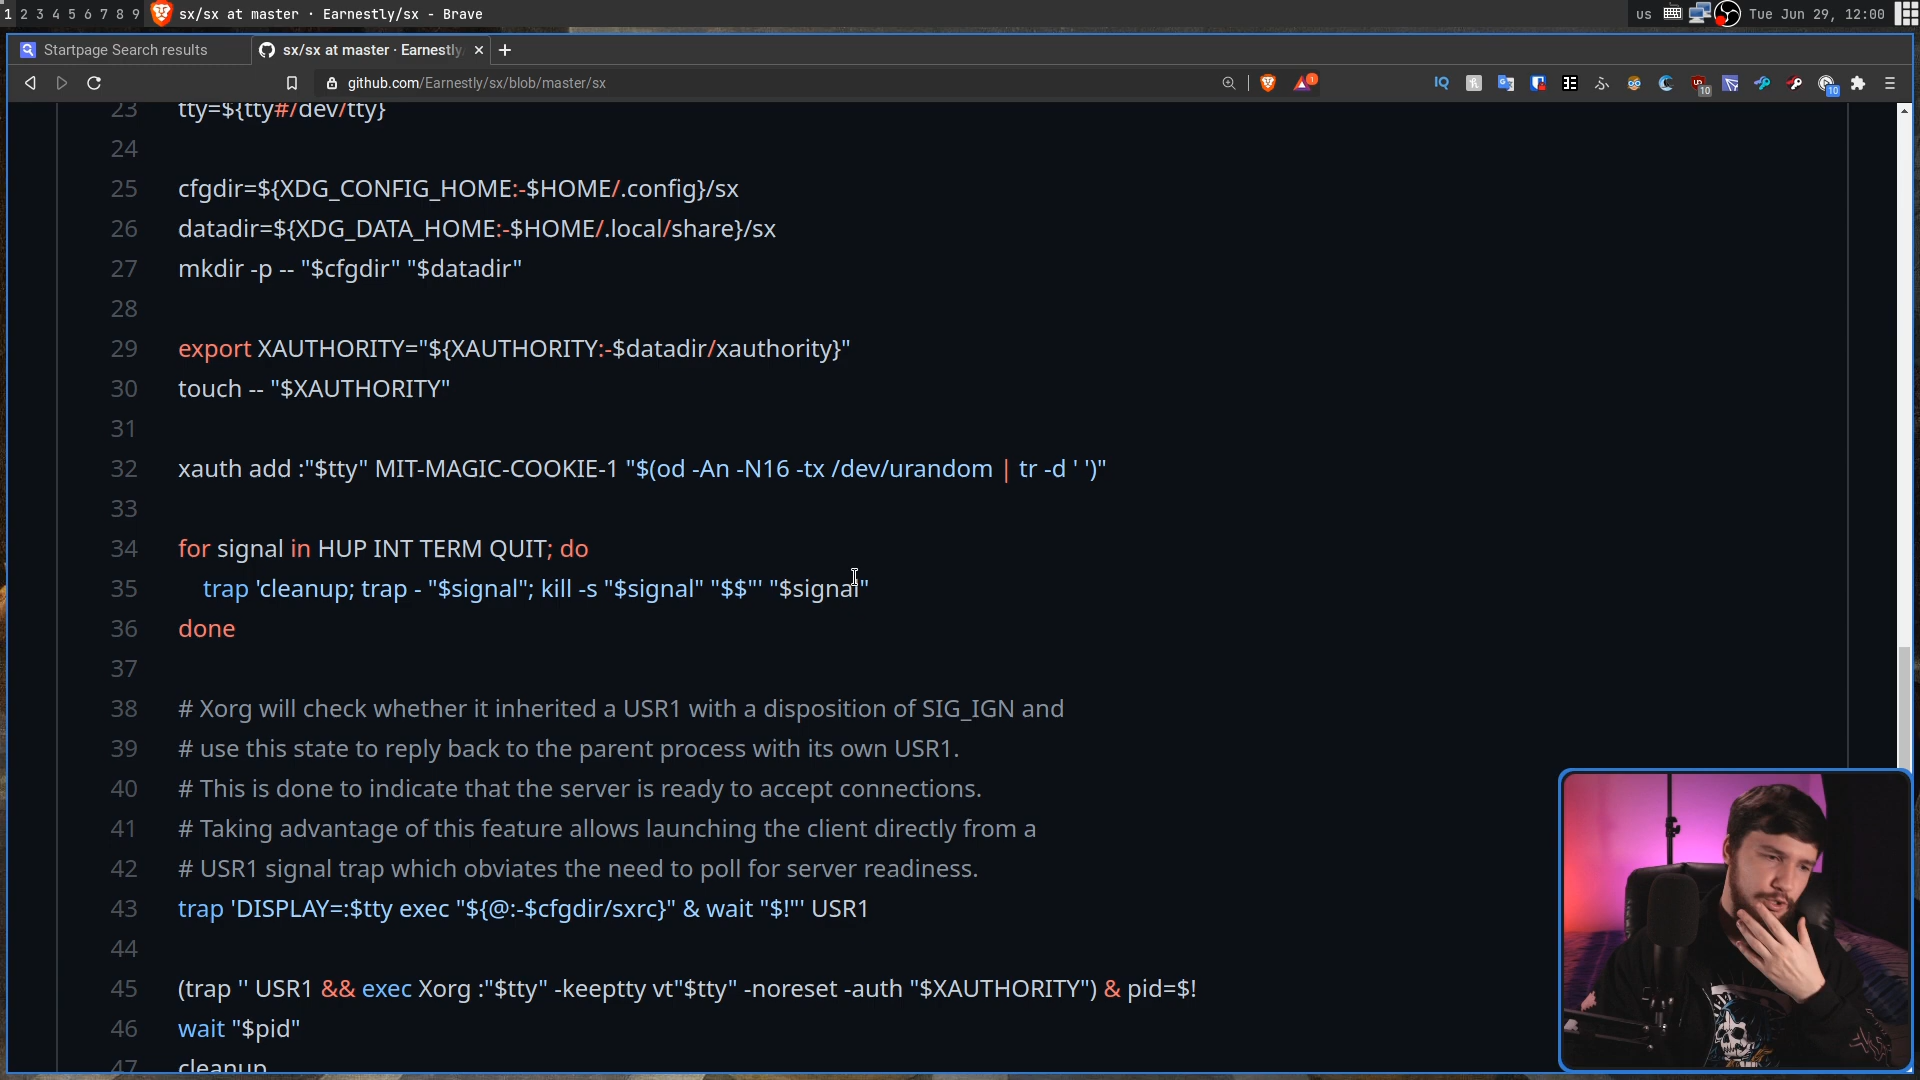 1 2 3 4 5 6 7 8 9 sx/sx at master · Earnestly/sx - Brave us Tue Jun 29, 12:00
Startpage Search results sx/sx at master · Earnestly
github.com/Earnestly/sx/blob/master/sx IQ 10 10 1
23 tty=${tty#/dev/tty}
24
25 cfgdir=${XDG_CONFIG_HOME:-$HOME/.config}/sx
26 datadir=${XDG_DATA_HOME:-$HOME/.local/share}/sx
27 mkdir -p -- "$cfgdir" "$datadir"
28
29 export XAUTHORITY="${XAUTHORITY:-$datadir/xauthority}"
30 touch -- "$XAUTHORITY"
31
32 xauth add :"$tty" MIT-MAGIC-COOKIE-1 "$(od -An -N16 -tx /dev/urandom | tr -d ' ')"
33
34 for signal in HUP INT TERM QUIT; do
35 trap 'cleanup; trap - "$signal"; kill -s "$signal" "$$"' "$signal"
36 done
37
38 # Xorg will check whether it inherited a USR1 with a disposition of SIG_IGN and
39 # use this state to reply back to the parent process with its own USR1.
40 # This is done to indicate that the server is ready to accept connections.
41 # Taking advantage of this feature allows launching the client directly from a
42 # USR1 signal trap which obviates the need to poll for server readiness.
43 trap 'DISPLAY=:$tty exec "${@:-$cfgdir/sxrc}" & wait "$!"' USR1
44
45 (trap '' USR1 && exec Xorg :"$tty" -keeptty vt"$tty" -noreset -auth "$XAUTHORITY") & pid=$!
46 wait "$pid"
47 cleanup